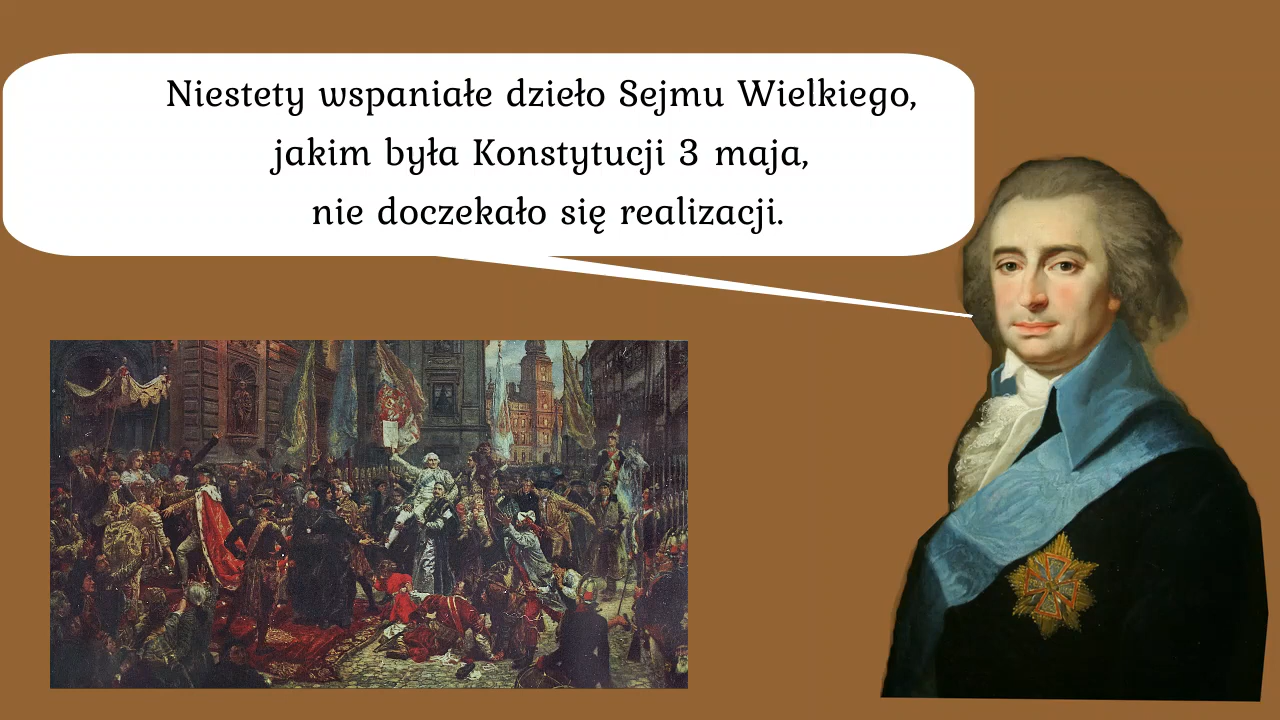 Niestety wspaniałe dzieło Sejmu Wielkiego,
jakim była Konstytucji 3 maja,
nie doczekało się realizacji.